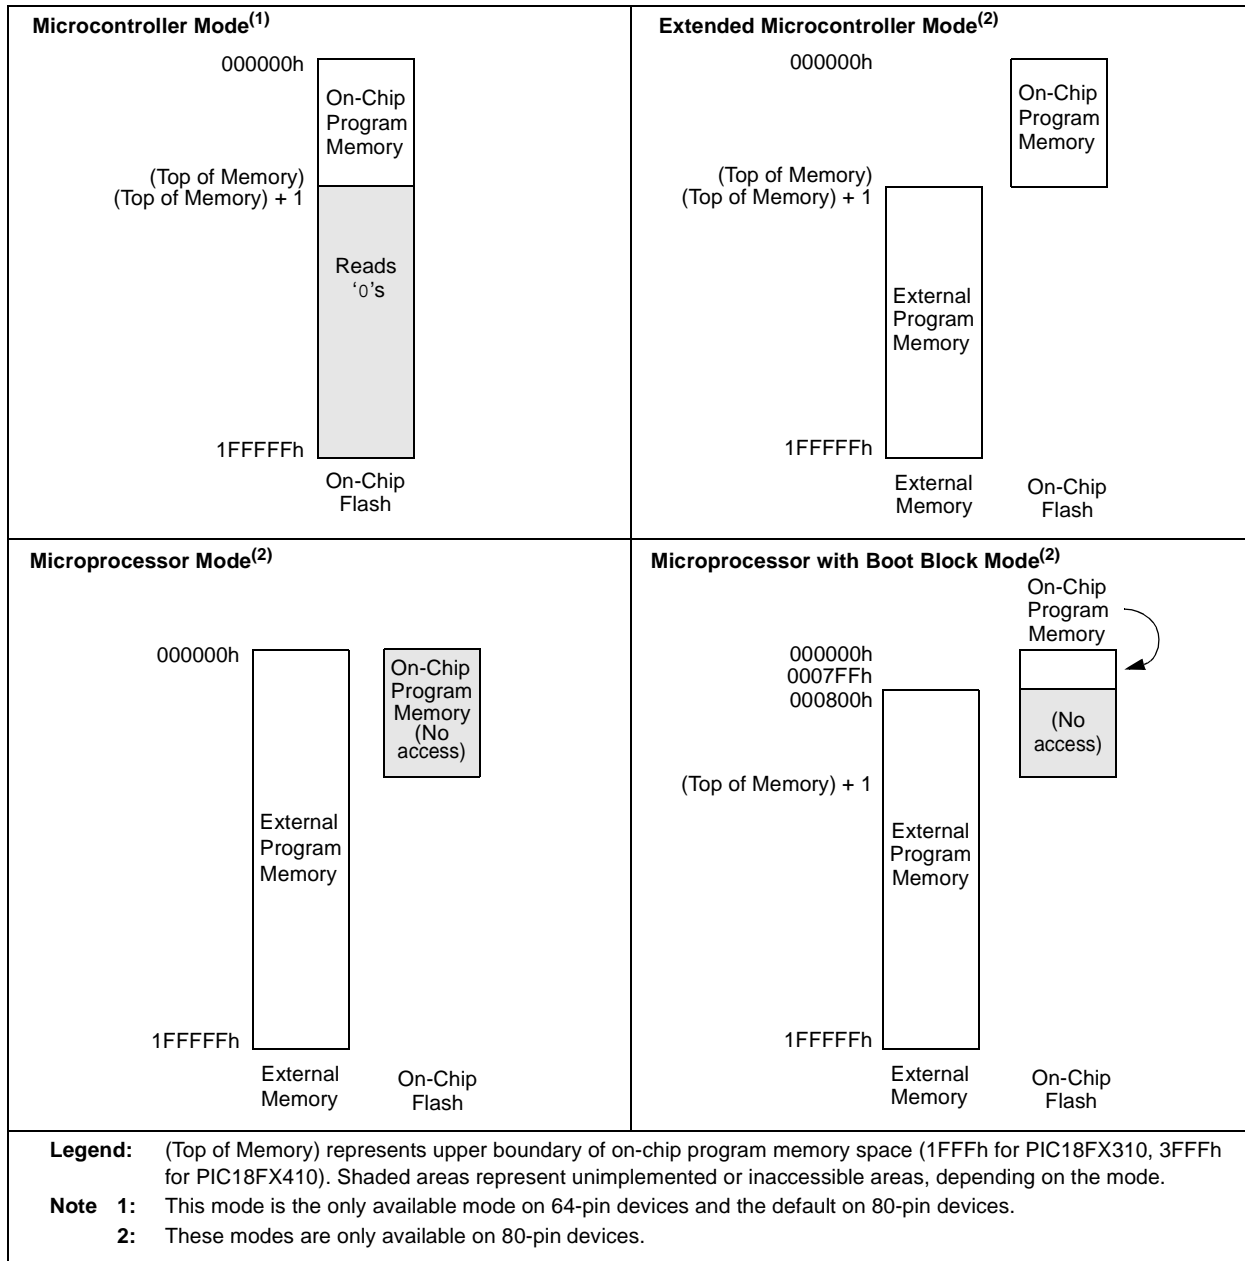 Microcontroller Mode(1)
000000h
On-Chip
Program
Memory
(Top of Memory)
(Top of Memory) + 1
Reads
‘0’s
1FFFFFh
On-Chip
Flash
Extended Microcontroller Mode(2)
000000h
On-Chip
Program
Memory
(Top of Memory)
(Top of Memory) + 1
External
Program
Memory
1FFFFFh
External
Memory
On-Chip
Flash
Microprocessor Mode(2)
000000h
On-Chip
Program
Memory
(No
access)
External
Program
Memory
1FFFFFh
External
Memory
On-Chip
Flash
Microprocessor with Boot Block Mode(2)
On-Chip
Program
Memory
000000h
0007FFh
000800h
(No
access)
(Top of Memory) + 1
External
Program
Memory
1FFFFFh
External
Memory
On-Chip
Flash
Legend: (Top of Memory) represents upper boundary of on-chip program memory space (1FFFh for PIC18FX310, 3FFFh
for PIC18FX410). Shaded areas represent unimplemented or inaccessible areas, depending on the mode.
Note 1: This mode is the only available mode on 64-pin devices and the default on 80-pin devices.
2: These modes are only available on 80-pin devices.